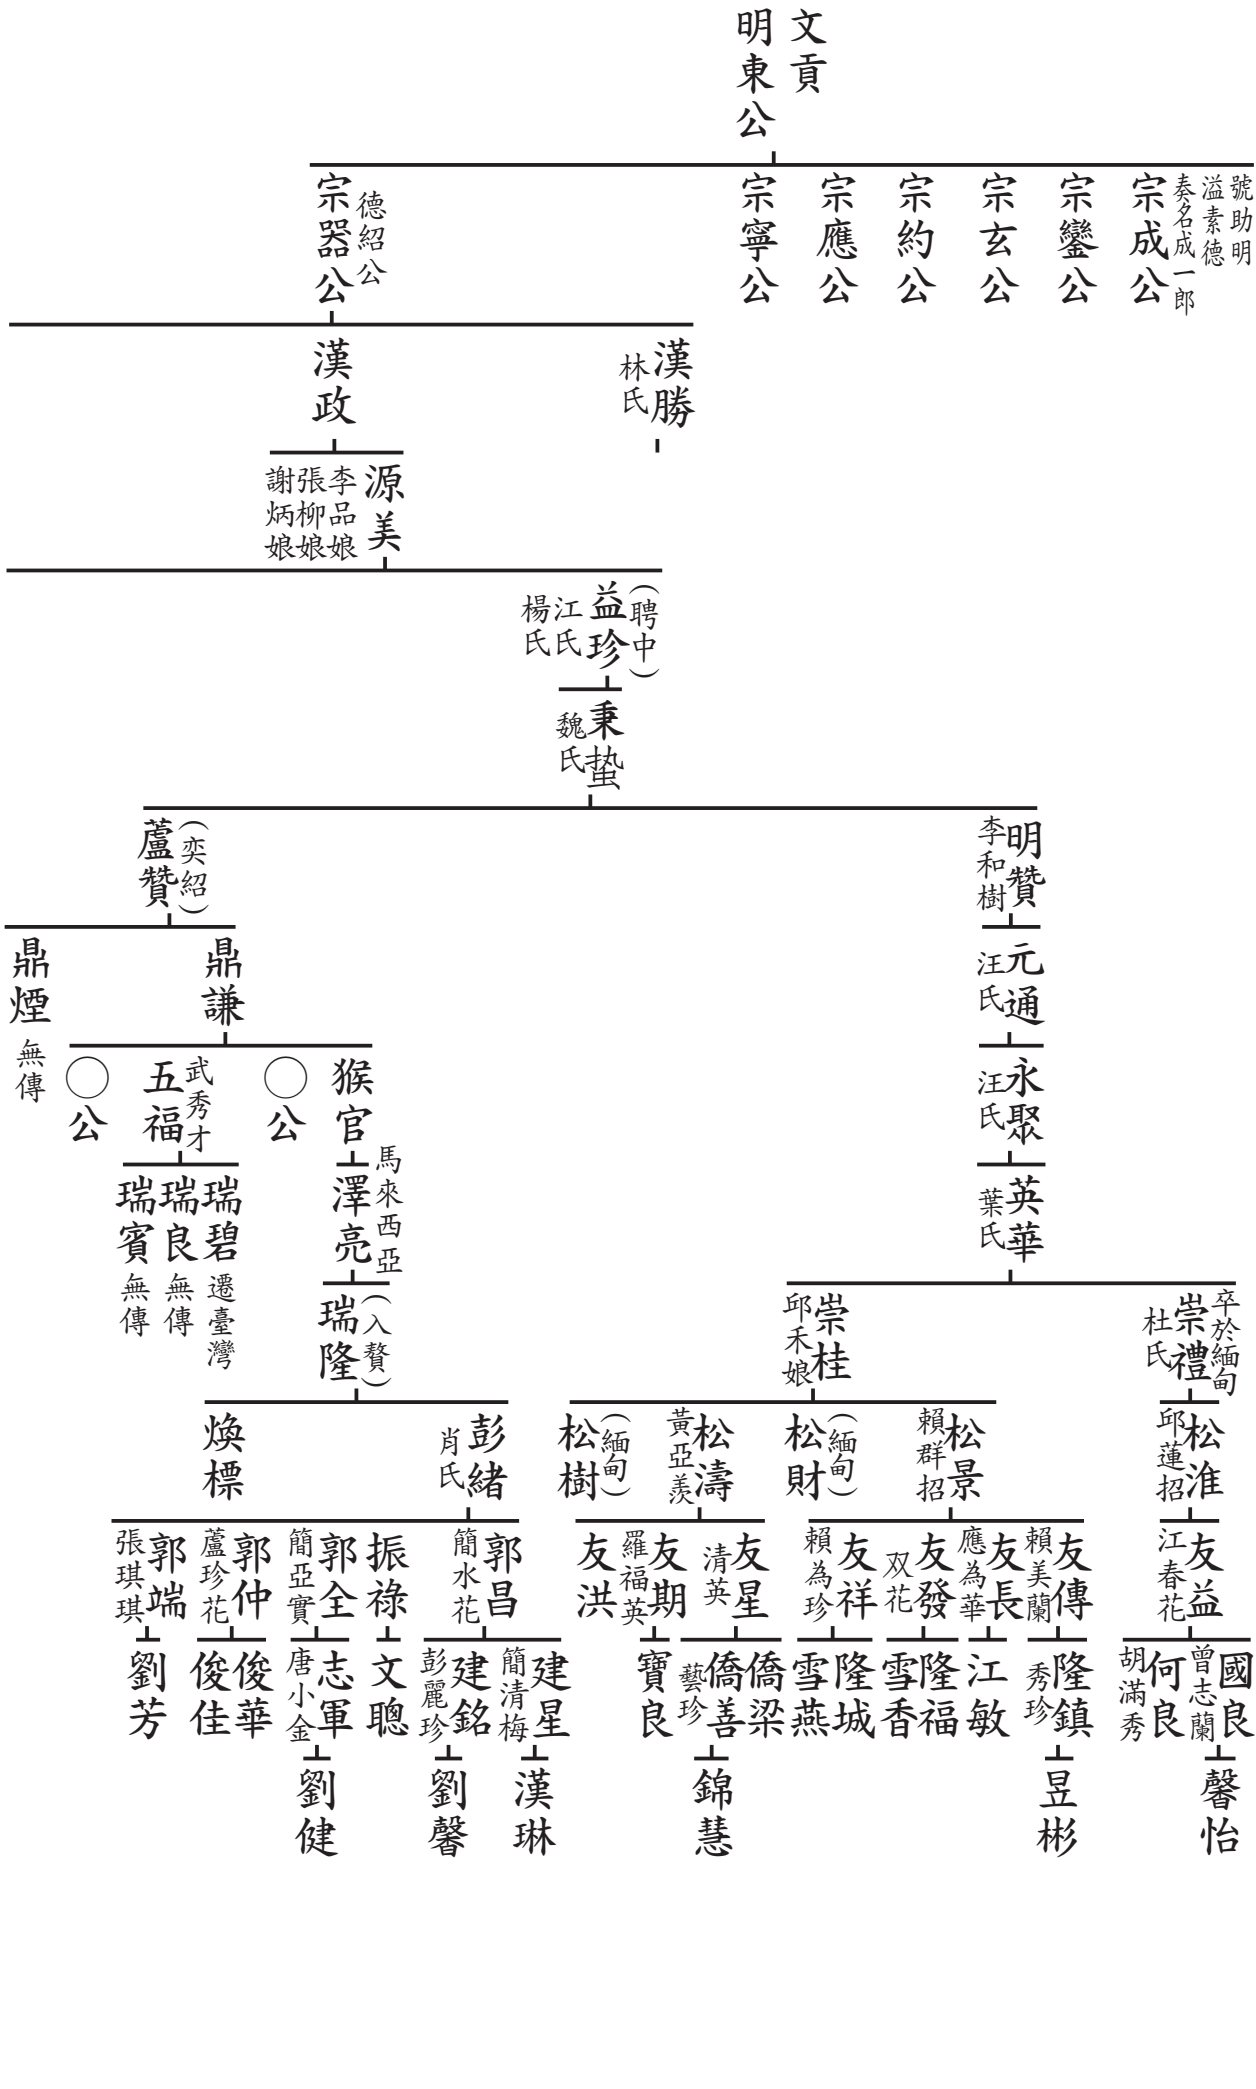 文貢
明東公
號助明
溢素德
奏名成一郎
宗成公
宗鑾公
宗玄公
宗約公
宗應公
宗寧公
德紹公
宗器公
漢勝
林氏
漢政
源美
李品娘
張柳娘
謝炳娘
（聘中）
益珍
江氏
楊氏
秉蛰
魏氏
明贊
李和樹
（奕紹）
蘆贊
元通
汪氏
鼎謙
鼎煙
無傳
永聚
汪氏
猴官
〇公
武秀才
五福
〇公
英華
葉氏
馬來西亞
澤亮
瑞碧
遷臺灣
瑞良
無傳
瑞賓
無傳
卒於緬甸
崇禮
杜氏
崇桂
邱禾娘
（入贅）
瑞隆
松淮
邱蓮招
松景
賴群招
（緬甸）
松財
松濤
黃亞羨
（緬甸）
松樹
彭緒
肖氏
煥標
友益
江春花
友傳
賴美蘭
友長
應為華
友發
双花
友祥
賴為珍
友星
清英
友期
羅福英
友洪
郭昌
簡水花
振祿
郭全
簡亞實
郭仲
蘆珍花
郭端
張琪琪
國良
曾志蘭
何良
胡滿秀
隆鎮
秀珍
江敏
隆福
雪香
隆城
雪燕
僑梁
僑善
藝珍
寶良
建星
簡清梅
建銘
彭麗珍
文聰
志軍
唐小金
俊華
俊佳
劉芳
馨怡
昱彬
錦慧
漢琳
劉馨
劉健